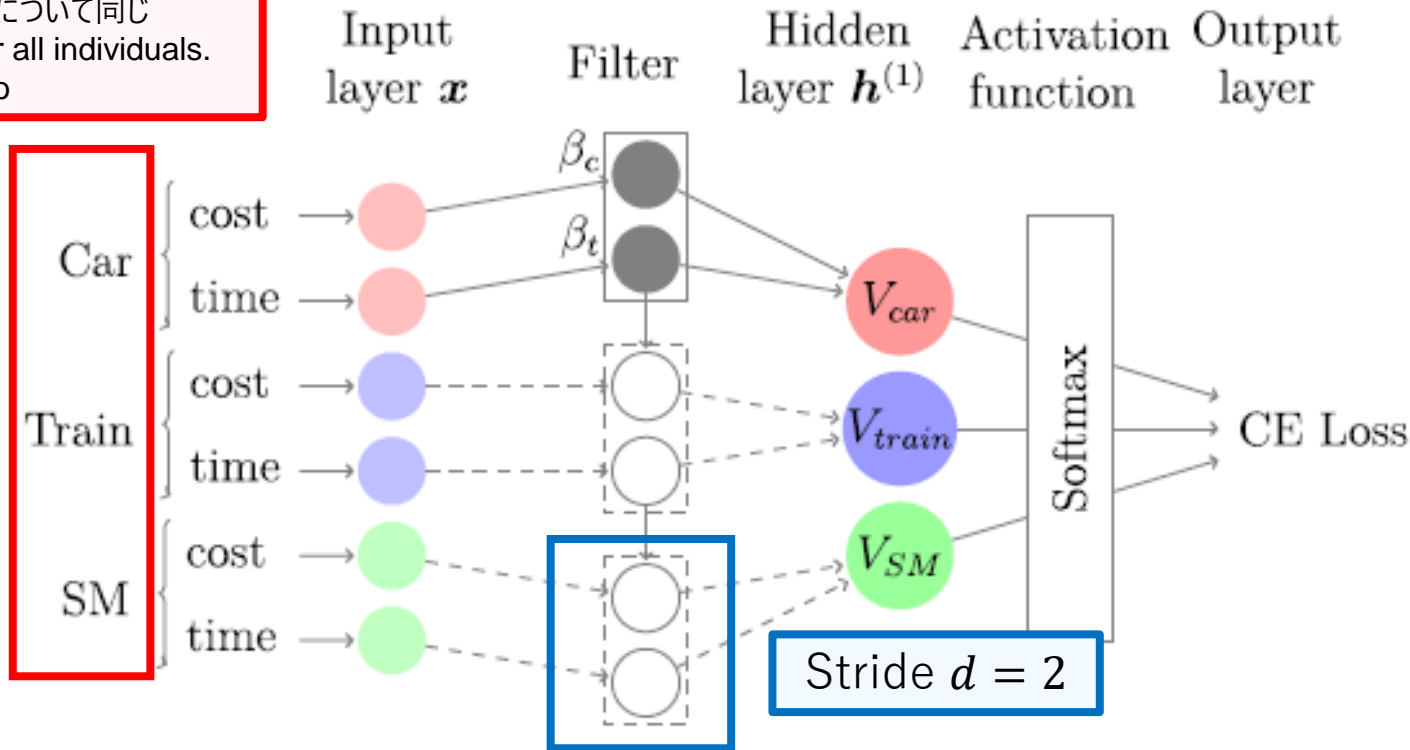 について同じ
r all individuals.
o
Input
layer x
Filter
Hidden
layer h^(1)
Activation
function
Output
layer
β_c
β_t
Car
cost
time
Train
cost
time
SM
cost
time
V_car
V_train
V_SM
Softmax
CE Loss
Stride d = 2